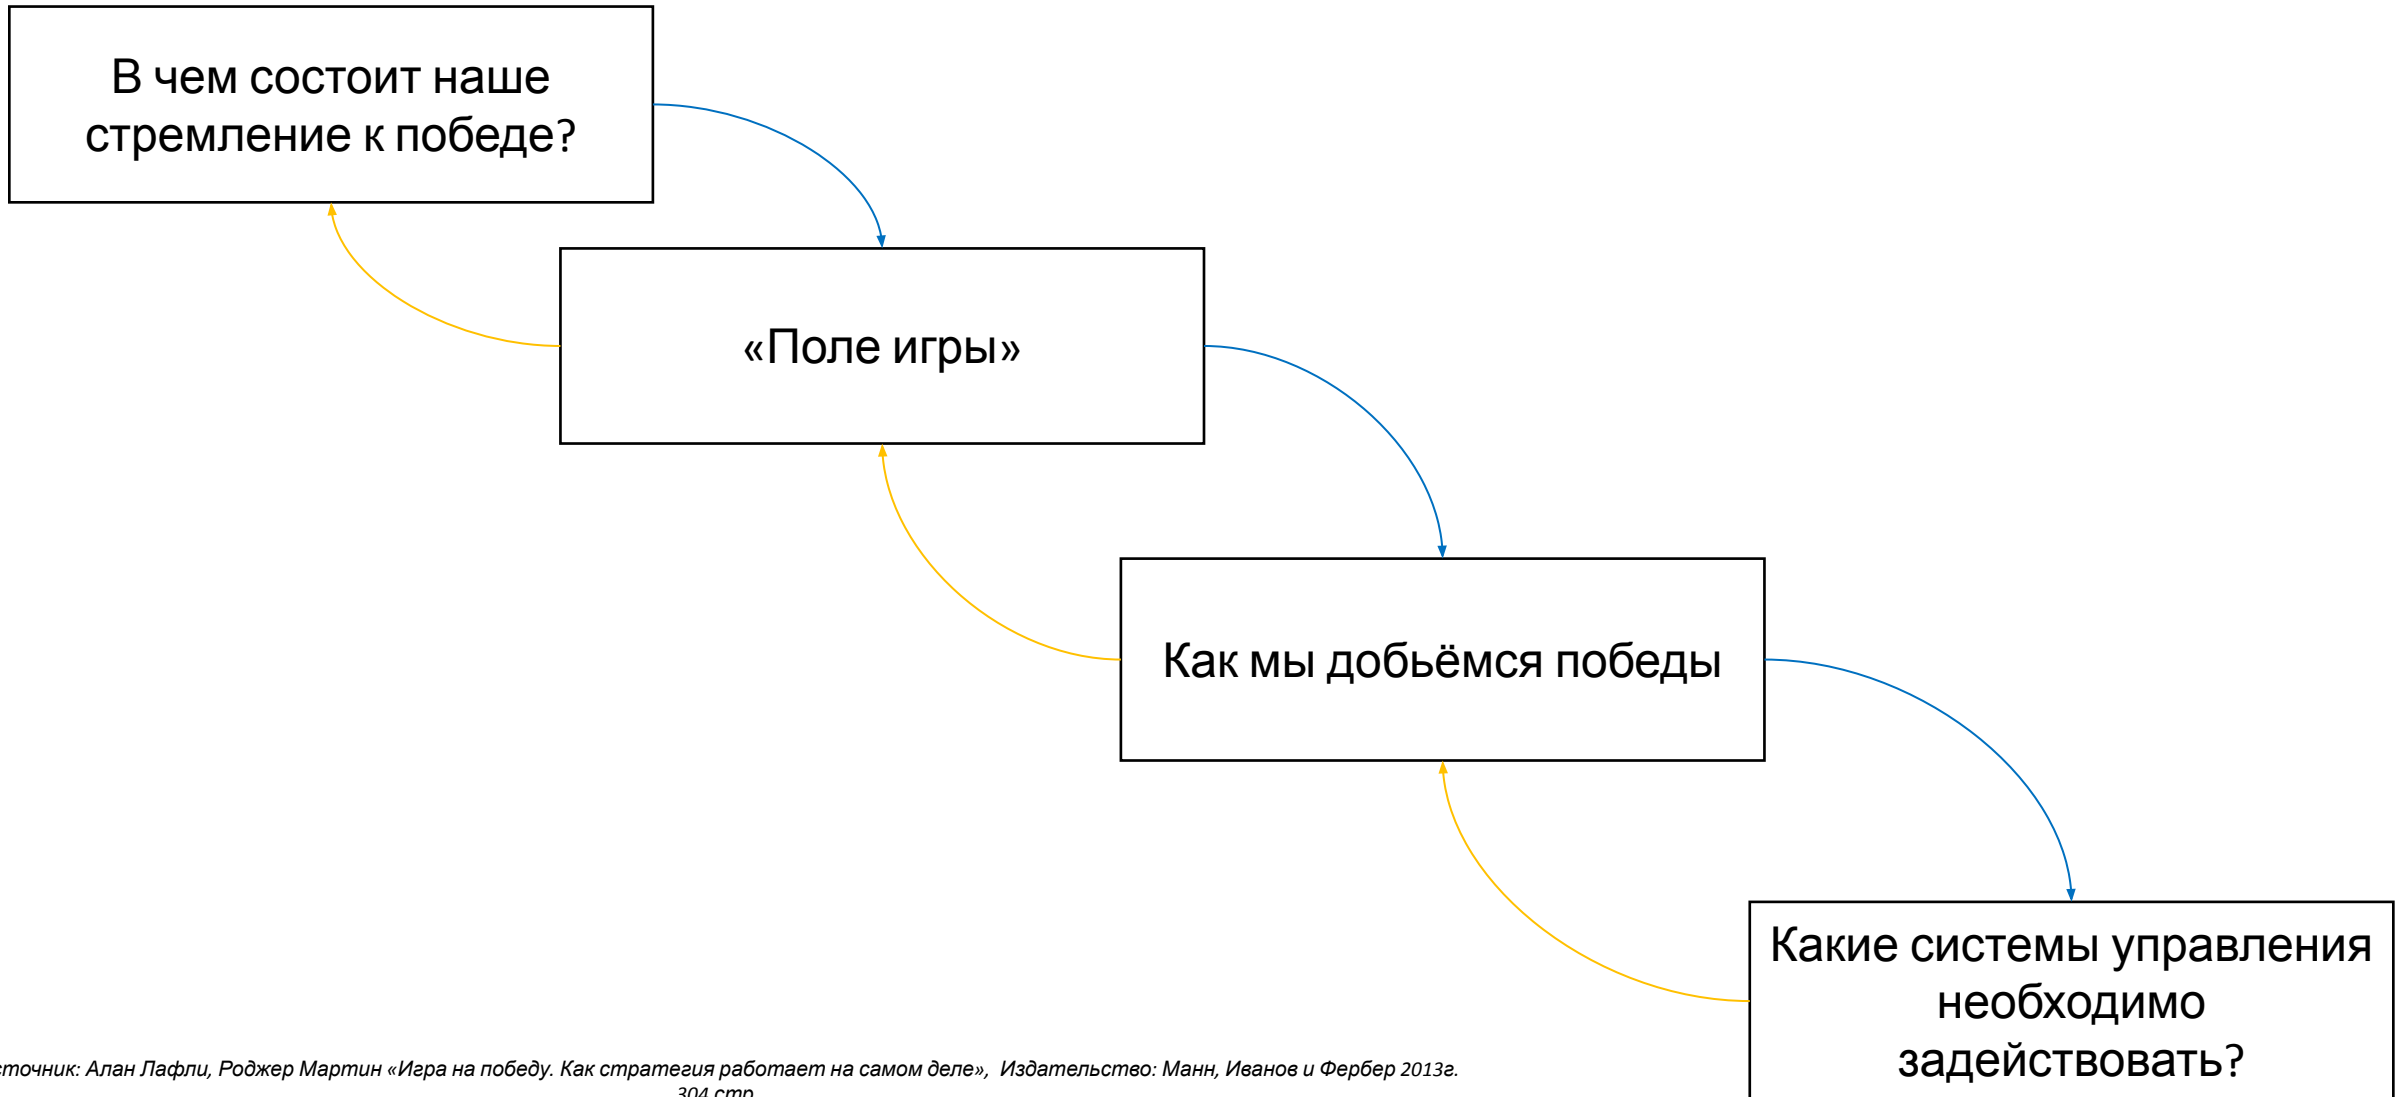 В чем состоит наше
стремление к победе?
«Поле игры»
Как мы добьёмся победы
Какие системы управления
необходимо
задействовать?
сточник: Алан Лафли, Роджер Мартин «Игра на победу. Как стратегия работает на самом деле», Издательство: Манн, Иванов и Фербер 2013г.
304 стр